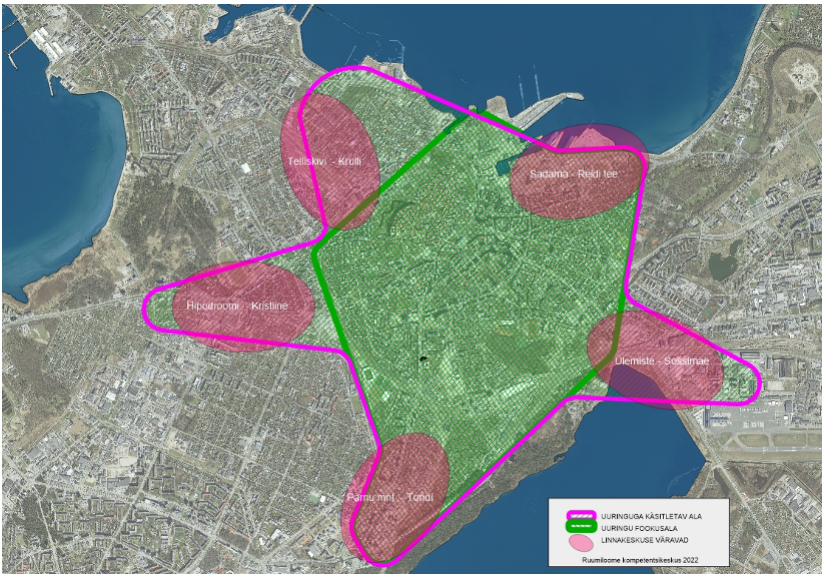 Telliskivi - Krulli
Sadama - Reidi tee
Hipodroomi - Kristiine
Ülemiste - Sossimäe
Pärnu mnt. - Tondi
UURINGUGA KÄSITLETAV ALA
UURINGU FOOKUSALA
LINNAKESKUSE VÄRAVAD
Ruumiloome kompetentsikeskus 2022